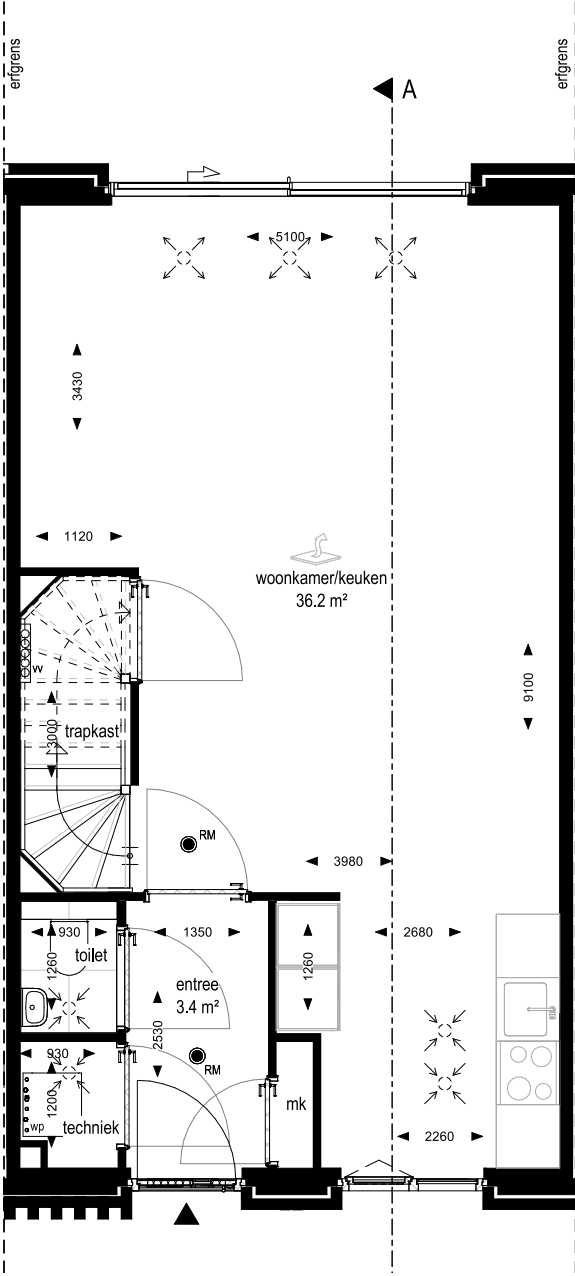 erfgrens
erfgrens
A
5100
3430
1120
woonkamer/keuken
36.2 m²
vv
9100
3000
trapkast
RM
3980
930
1350
2680
1260
toilet
1260
entree
3.4 m²
2530
930
RM
1200
wp
techniek
mk
2260